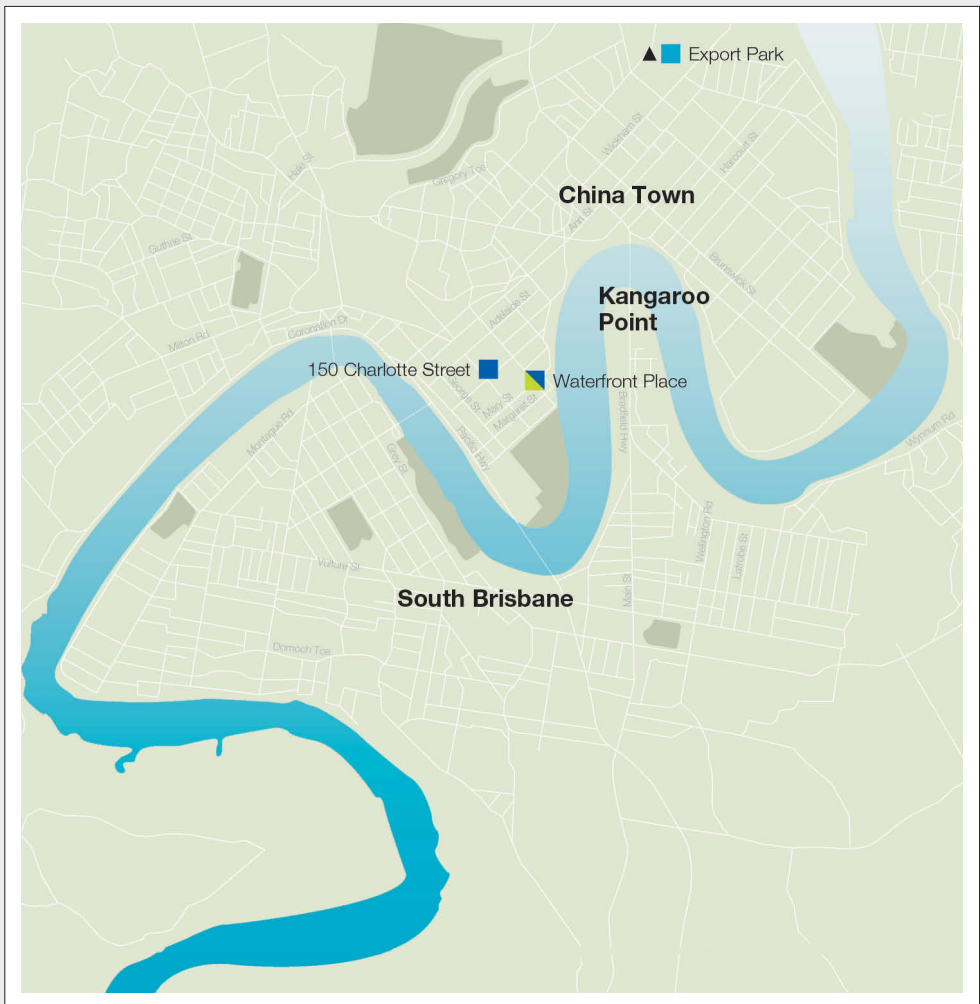 Export Park
Wickham St
Harcourt St
Hale St
Gregory Tce
China Town
Ann St
Guthrie St
Brunswick St
Kangaroo
Point
Adelaide St
Coronation Dr
Milton Rd
150 Charlotte Street
Waterfront Place
George St
Mary St
Margaret St
Bradfield Hwy
Montague Rd
Pacific Hwy
Grey St
Wynnum Rd
Wellington Rd
Latrobe St
Vulture St
Main St
South Brisbane
Dornoch Tce